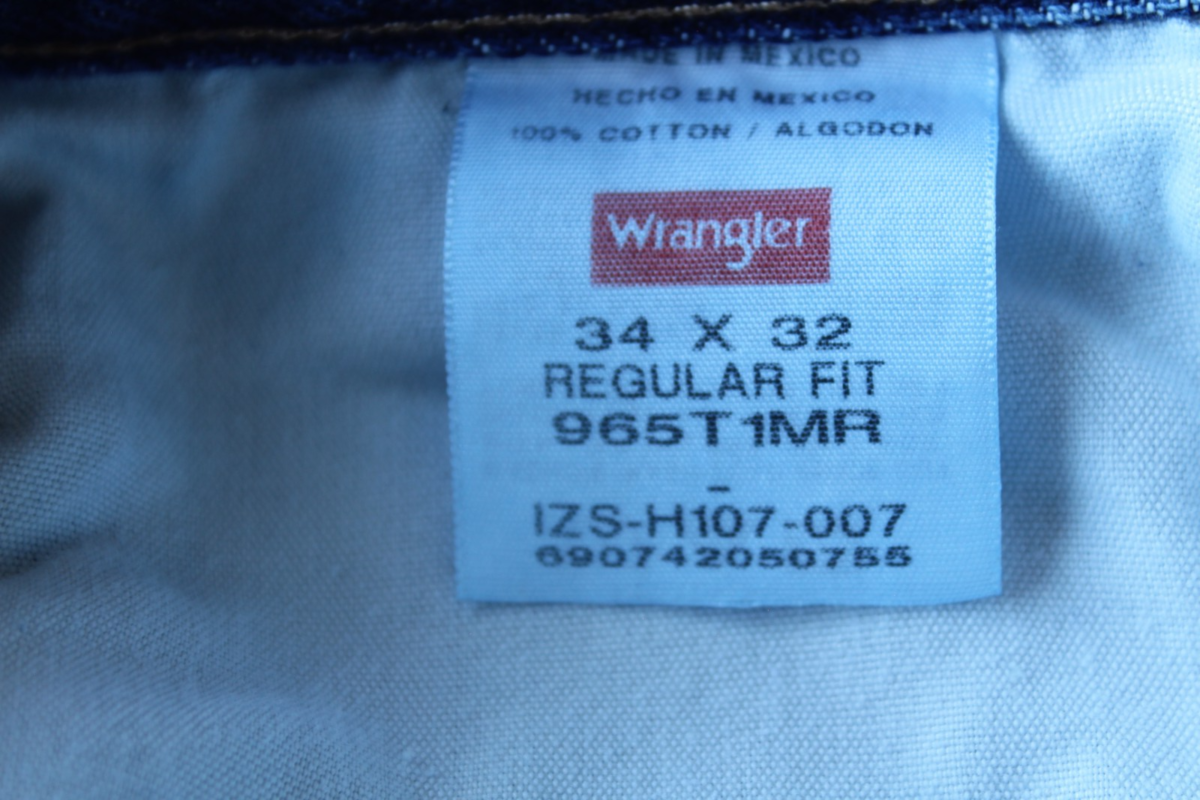 MADE IN MEXICO
HECHO EN MEXICO
100% COTTON / ALGODON
Wrangler
34 X 32
REGULAR FIT
965T1MR
-
IZS-H107-007
690742050755